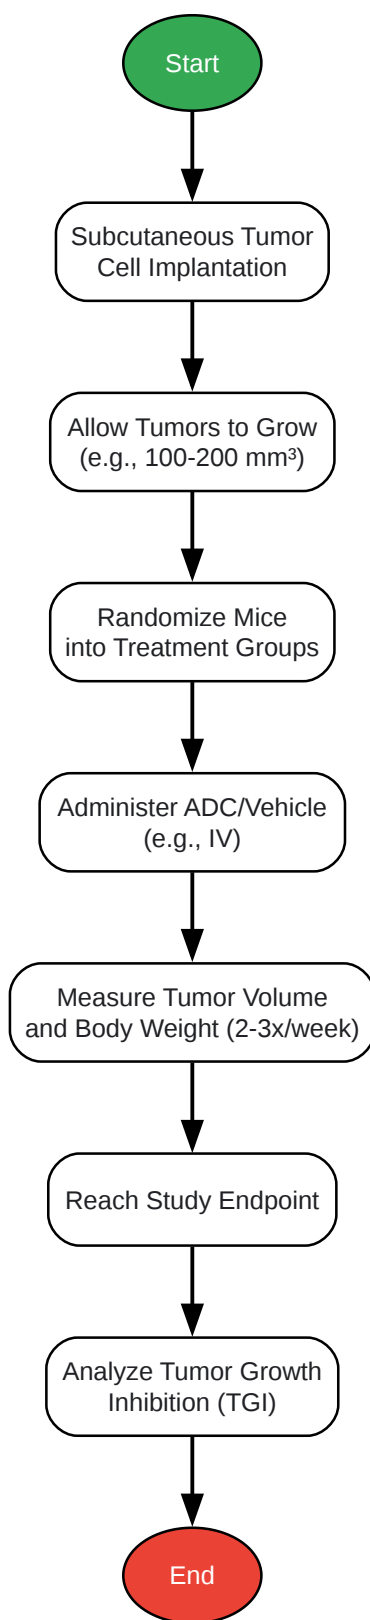 Start
Subcutaneous Tumor
Cell Implantation
Allow Tumors to Grow
(e.g., 100-200 mm³)
Randomize Mice
into Treatment Groups
Administer ADC/Vehicle
(e.g., IV)
Measure Tumor Volume
and Body Weight (2-3x/week)
Reach Study Endpoint
Analyze Tumor Growth
Inhibition (TGI)
End